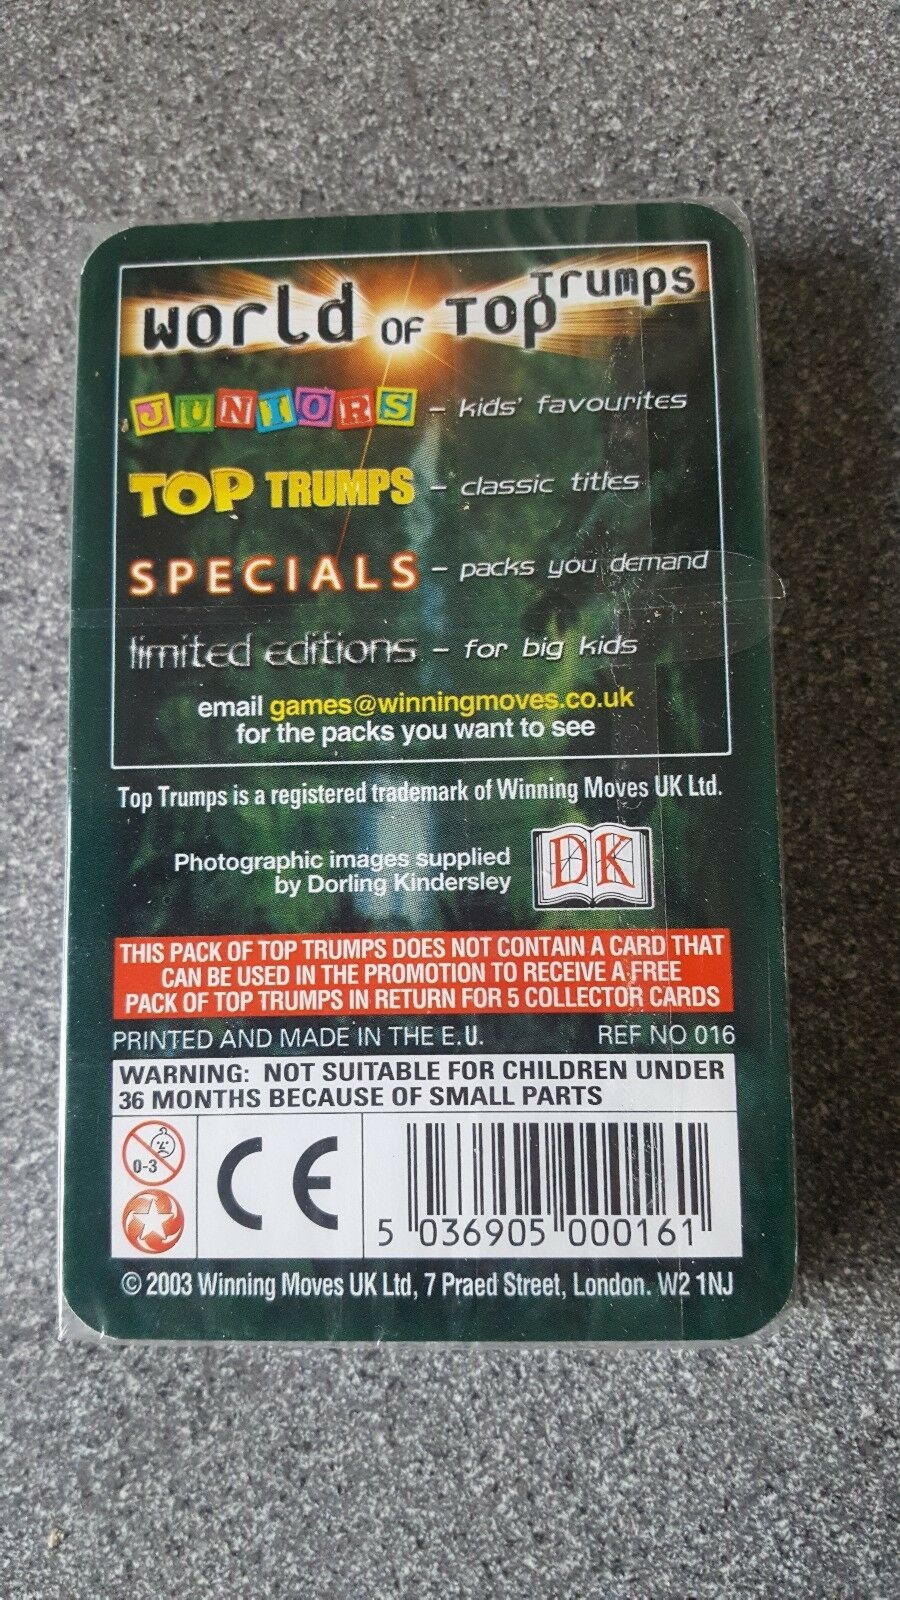 World OF Top Trumps
JUNIORS – kids' favourites
TOP TRUMPS – classic titles
SPECIALS – packs you demand
limited editions – for big kids
email games@winningmoves.co.uk
for the packs you want to see
Top Trumps is a registered trademark of Winning Moves UK Ltd.
Photographic images supplied
by Dorling Kindersley
DK
THIS PACK OF TOP TRUMPS DOES NOT CONTAIN A CARD THAT
CAN BE USED IN THE PROMOTION TO RECEIVE A FREE
PACK OF TOP TRUMPS IN RETURN FOR 5 COLLECTOR CARDS
PRINTED AND MADE IN THE E.U. REF NO 016
WARNING: NOT SUITABLE FOR CHILDREN UNDER
36 MONTHS BECAUSE OF SMALL PARTS
0-3
CE
5 036905 000161
© 2003 Winning Moves UK Ltd, 7 Praed Street, London. W2 1NJ